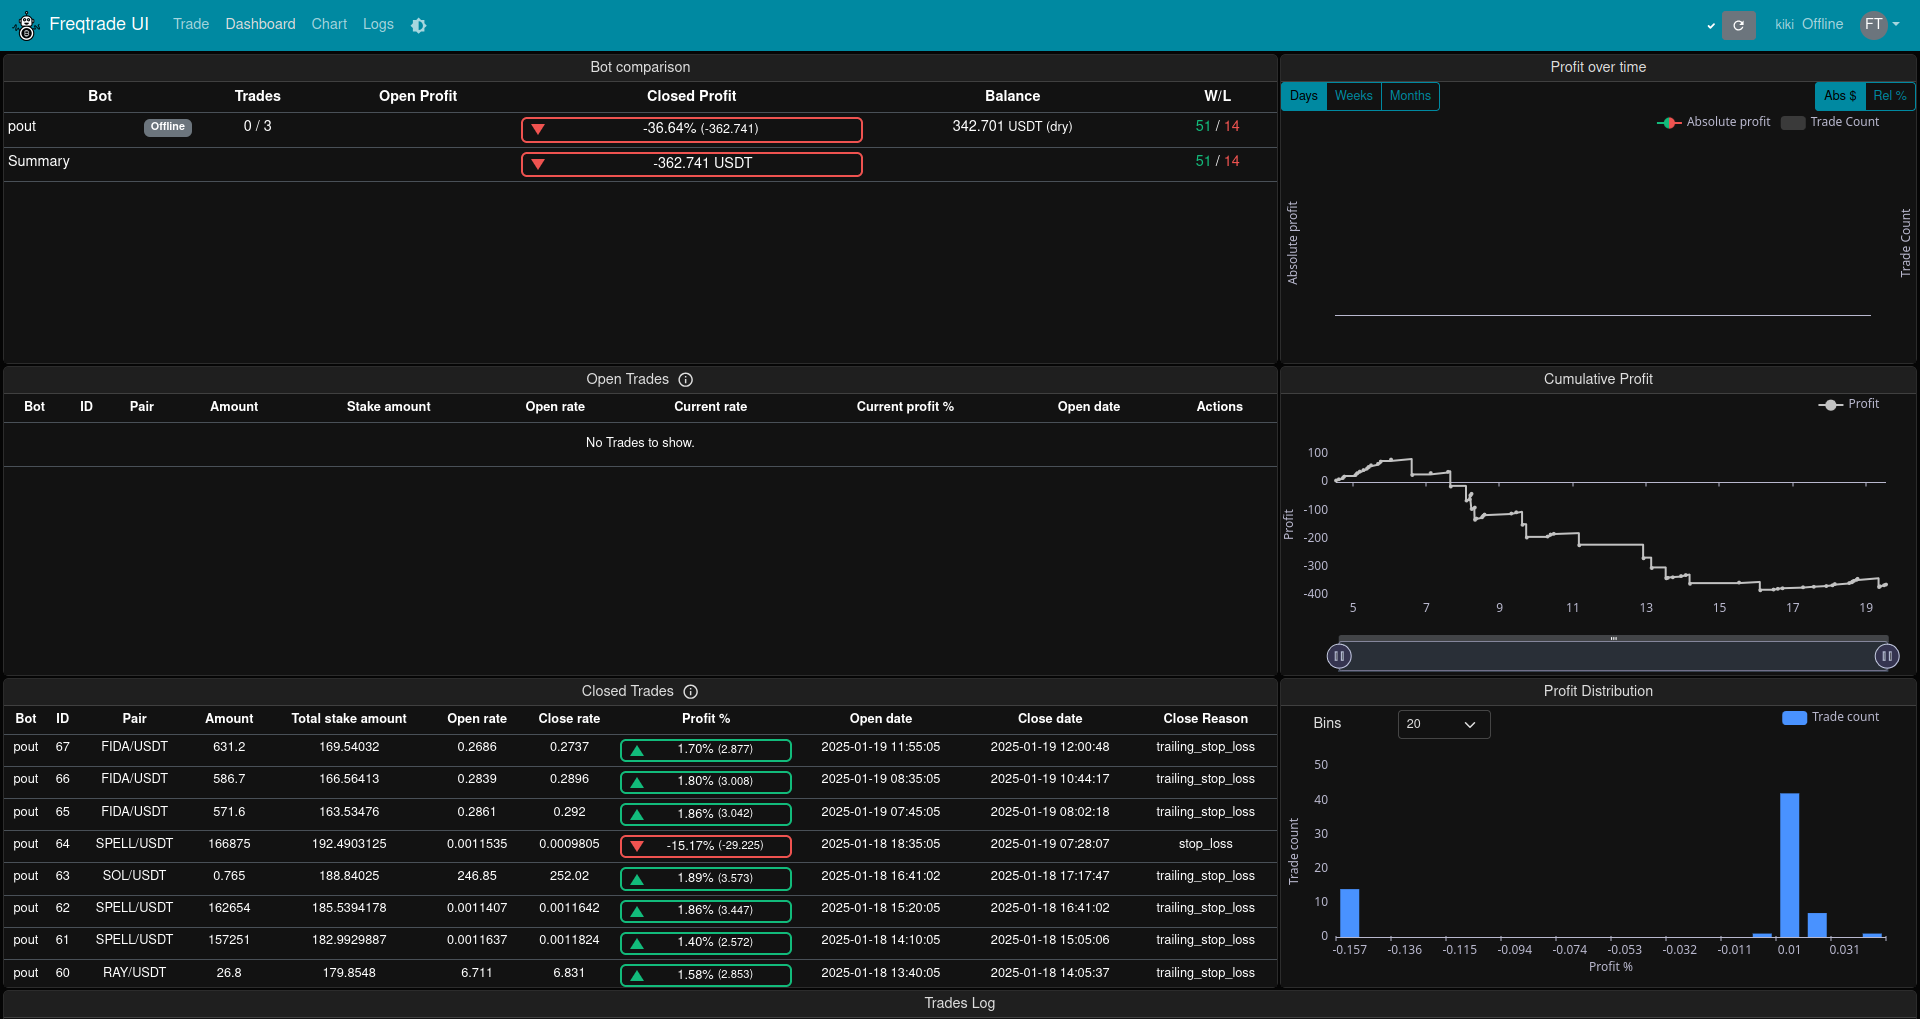 Freqtrade UI Trade Dashboard Chart Logs kiki Offline FT
Bot comparison
Bot Trades Open Profit Closed Profit Balance W/L
pout Offline 0 / 3 -36.64% (-362.741) 342.701 USDT (dry) 51 / 14
Summary -362.741 USDT 51 / 14
Profit over time
Days Weeks Months Abs $ Rel %
Absolute profit Trade Count
Absolute profit
Trade Count
Open Trades
Bot ID Pair Amount Stake amount Open rate Current rate Current profit % Open date Actions
No Trades to show.
Cumulative Profit
Profit
100
0
-100
-200
-300
-400
Profit
5 7 9 11 13 15 17 19
Closed Trades
Bot ID Pair Amount Total stake amount Open rate Close rate Profit % Open date Close date Close Reason
pout 67 FIDA/USDT 631.2 169.54032 0.2686 0.2737 1.70% (2.877) 2025-01-19 11:55:05 2025-01-19 12:00:48 trailing_stop_loss
pout 66 FIDA/USDT 586.7 166.56413 0.2839 0.2896 1.80% (3.008) 2025-01-19 08:35:05 2025-01-19 10:44:17 trailing_stop_loss
pout 65 FIDA/USDT 571.6 163.53476 0.2861 0.292 1.86% (3.042) 2025-01-19 07:45:05 2025-01-19 08:02:18 trailing_stop_loss
pout 64 SPELL/USDT 166875 192.4903125 0.0011535 0.0009805 -15.17% (-29.225) 2025-01-18 18:35:05 2025-01-19 07:28:07 stop_loss
pout 63 SOL/USDT 0.765 188.84025 246.85 252.02 1.89% (3.573) 2025-01-18 16:41:02 2025-01-18 17:17:47 trailing_stop_loss
pout 62 SPELL/USDT 162654 185.5394178 0.0011407 0.0011642 1.86% (3.447) 2025-01-18 15:20:05 2025-01-18 16:41:02 trailing_stop_loss
pout 61 SPELL/USDT 157251 182.9929887 0.0011637 0.0011824 1.40% (2.572) 2025-01-18 14:10:05 2025-01-18 15:05:06 trailing_stop_loss
pout 60 RAY/USDT 26.8 179.8548 6.711 6.831 1.58% (2.853) 2025-01-18 13:40:05 2025-01-18 14:05:37 trailing_stop_loss
Profit Distribution
Bins 20 Trade count
50
40
30
20
10
0
Trade count
-0.157 -0.136 -0.115 -0.094 -0.074 -0.053 -0.032 -0.011 0.01 0.031
Profit %
Trades Log